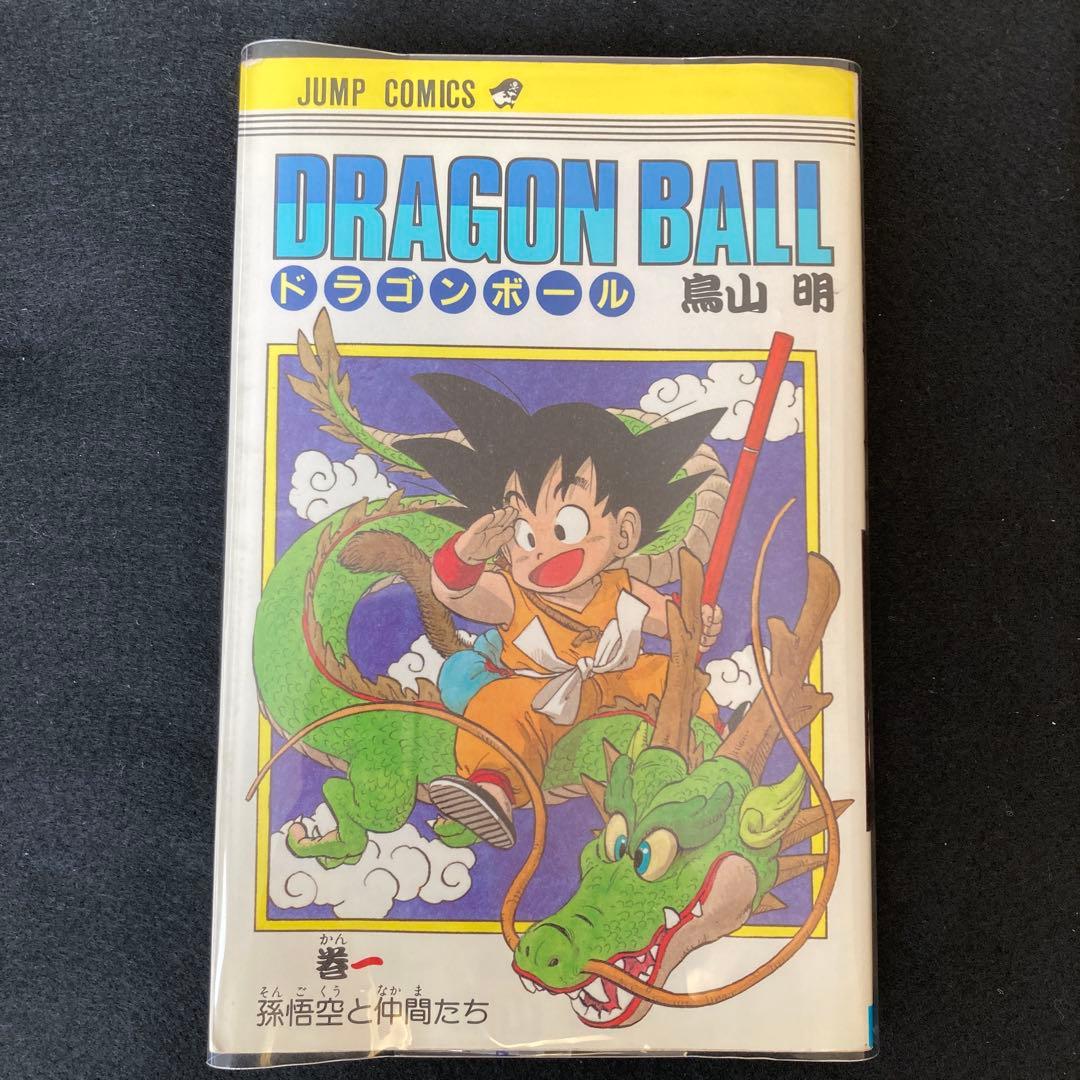 JUMP COMICS
DRAGON BALL
ドラゴンボール
鳥山 明
かん
巻一
そんごくう なかま
孫悟空と仲間たち